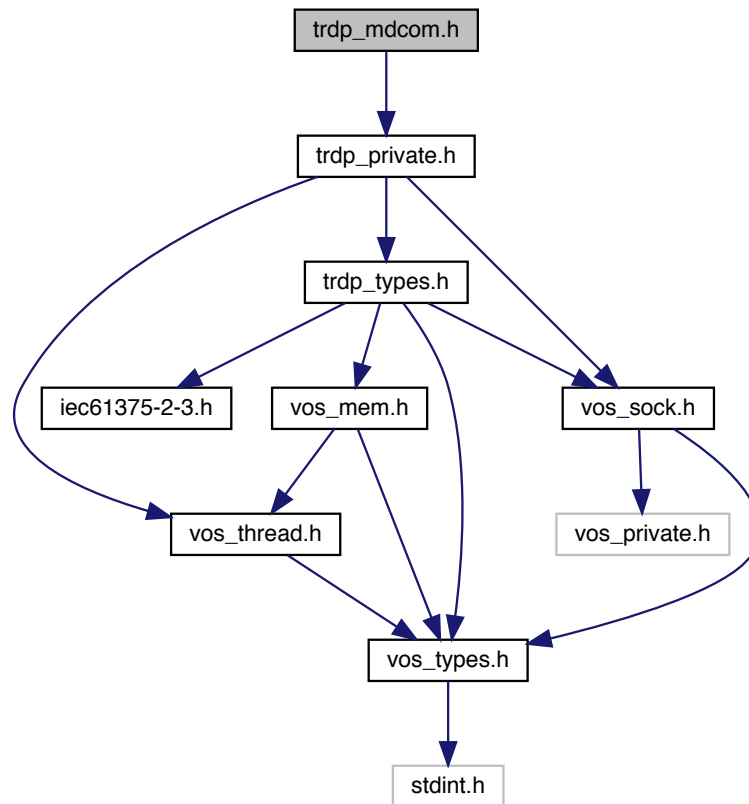 trdp_mdcom.h
trdp_private.h
trdp_types.h
iec61375-2-3.h
vos_mem.h
vos_sock.h
vos_thread.h
vos_private.h
vos_types.h
stdint.h